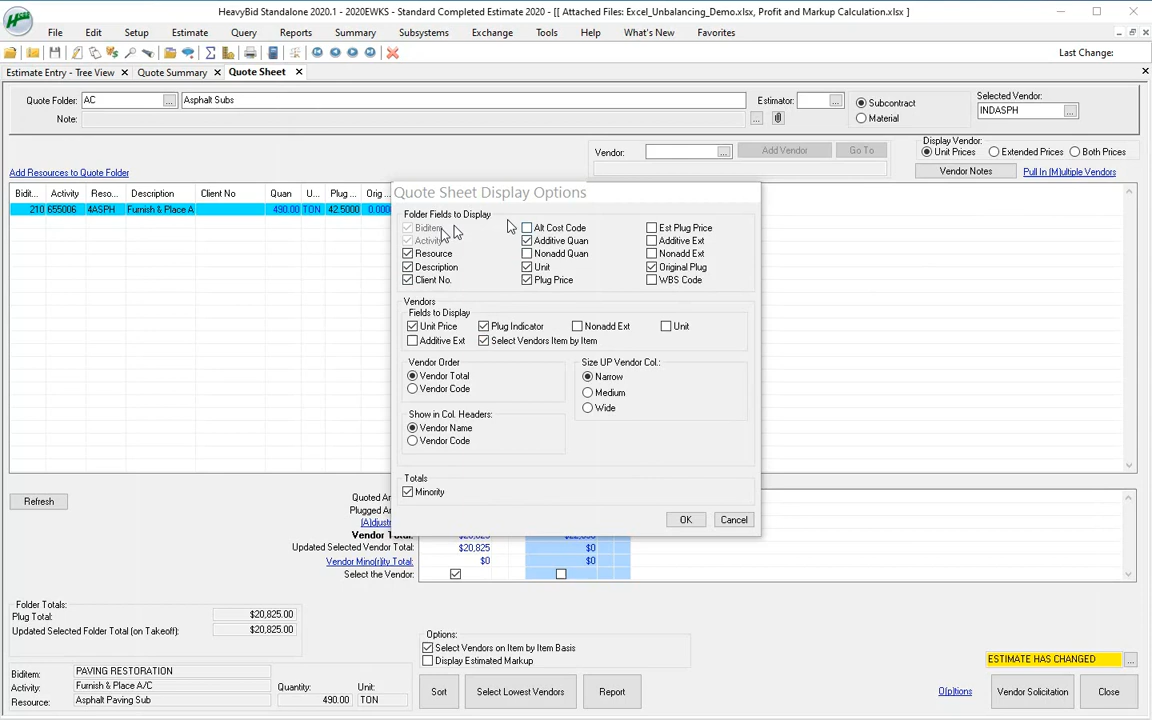 HeavyBid Standalone 2020.1 - 2020EWKS - Standard Completed Estimate 2020 - [[ Attached Files: Excel_Unbalancing_Demo.xlsx, Profit and Markup Calculation.xlsx ]
File Edit Setup Estimate Query Reports Summary Subsystems Exchange Tools Help What's New Favorites
Last Change:
Estimate Entry - Tree View Quote Summary Quote Sheet
Quote Folder: AC ... Asphalt Subs Estimator: ... Subcontract Selected Vendor:
Note: ... Material INDASPH ...
Vendor: ... Add Vendor Go To Display Vendor:
Unit Prices Extended Prices Both Prices
Add Resources to Quote Folder Vendor Notes Pull In (M)ultiple Vendors
Bidit... Activity Reso... Description Client No Quan U... Plug ... Orig ..
210 655006 4ASPH Furnish & Place A 490.00 TON 42.5000 0.000
Quote Sheet Display Options
Folder Fields to Display
Biditem Alt Cost Code Est Plug Price
Activity Additive Quan Additive Ext
Resource Nonadd Quan Nonadd Ext
Description Unit Original Plug
Client No. Plug Price WBS Code
Vendors
Fields to Display
Unit Price Plug Indicator Nonadd Ext Unit
Additive Ext Select Vendors Item by Item
Vendor Order Size UP Vendor Col.:
Vendor Total Narrow
Vendor Code Medium
Wide
Show in Col. Headers:
Vendor Name
Vendor Code
Totals
Minority
OK Cancel
Refresh
Quoted Am
Plugged Am
(A)djustm
Vendor Total:
Updated Selected Vendor Total: $20,825 $0
Vendor Mino(r)ity Total: $0 $0
Select the Vendor:
Folder Totals:
Plug Total: $20,825.00
Updated Selected Folder Total (on Takeoff): $20,825.00
Options:
Select Vendors on Item by Item Basis
Display Estimated Markup
ESTIMATE HAS CHANGED ...
Biditem: PAVING RESTORATION
Activity: Furnish & Place A/C Quantity: Unit:
Resource: Asphalt Paving Sub 490.00 TON
Sort Select Lowest Vendors Report O(p)tions Vendor Solicitation Close